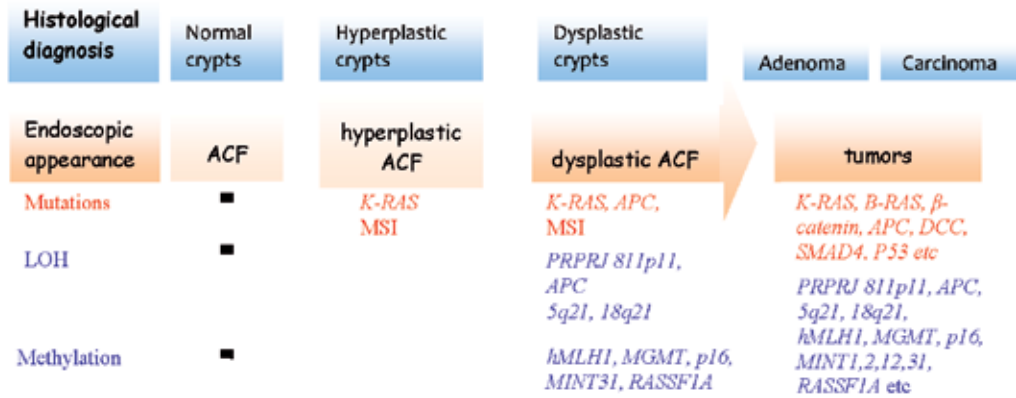 Histological
diagnosis
Normal
crypts
Hyperplastic
crypts
Dysplastic
crypts
Adenoma
Carcinoma
Endoscopic
appearance
ACF
hyperplastic
ACF
dysplastic ACF
tumors
Mutations
K-RAS
MSI
K-RAS, APC,
MSI
K-RAS, B-RAS, β-
catenin, APC, DCC,
SMAD4, P53 etc
LOH
PRPRJ 811p11,
APC
5q21, 18q21
PRPRJ 811p11, APC,
5q21, 18q21,
hMLH1, MGMT, p16,
MINT1,2,12,31,
RASSF1A etc
Methylation
hMLH1, MGMT, p16,
MINT31, RASSF1A